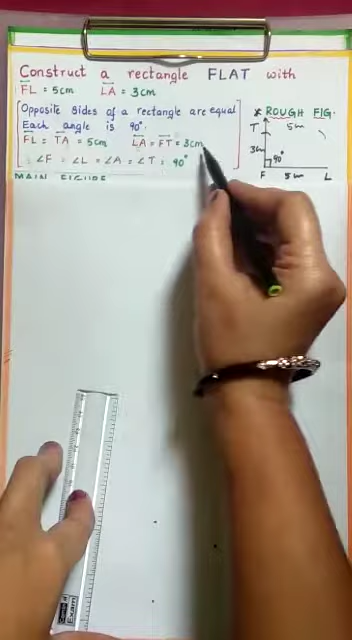 Construct a rectangle FLAT with
FL = 5cm LA = 3cm
Opposite sides of a rectangle are equal
Each angle is 90°.
FL = TA = 5cm LA = FT = 3cm
∠F = ∠L = ∠A = ∠T = 90°
* ROUGH FIG.
T 5cm
3cm
90°
F 5cm L
MAIN FIGURE
Exam